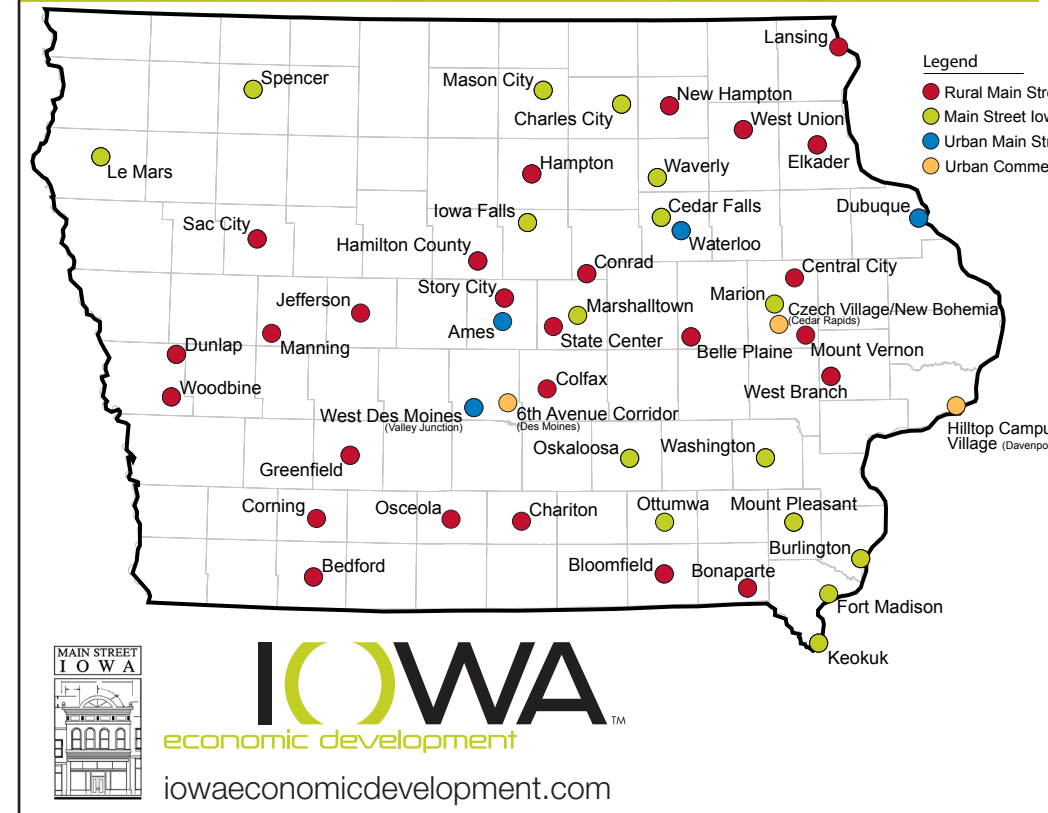 Lansing
Legend
Rural Main Stre
Main Street Iow
Urban Main Str
Urban Comme
Spencer
Mason City
Charles City
New Hampton
West Union
Elkader
Le Mars
Hampton
Waverly
Iowa Falls
Cedar Falls
Dubuque
Sac City
Waterloo
Hamilton County
Conrad
Central City
Story City
Marion
Jefferson
Marshalltown
Czech Village/New Bohemia
(Cedar Rapids)
Ames
State Center
Manning
Belle Plaine
Mount Vernon
Dunlap
Woodbine
Colfax
West Branch
West Des Moines
(Valley Junction)
6th Avenue Corridor
(Des Moines)
Hilltop Campu
Village (Davenpo
Oskaloosa
Washington
Greenfield
Corning
Osceola
Chariton
Ottumwa
Mount Pleasant
Burlington
Bedford
Bloomfield
Bonaparte
Fort Madison
Keokuk
MAIN STREET
IOWA
IOWA TM
economic development
iowaeconomicdevelopment.com